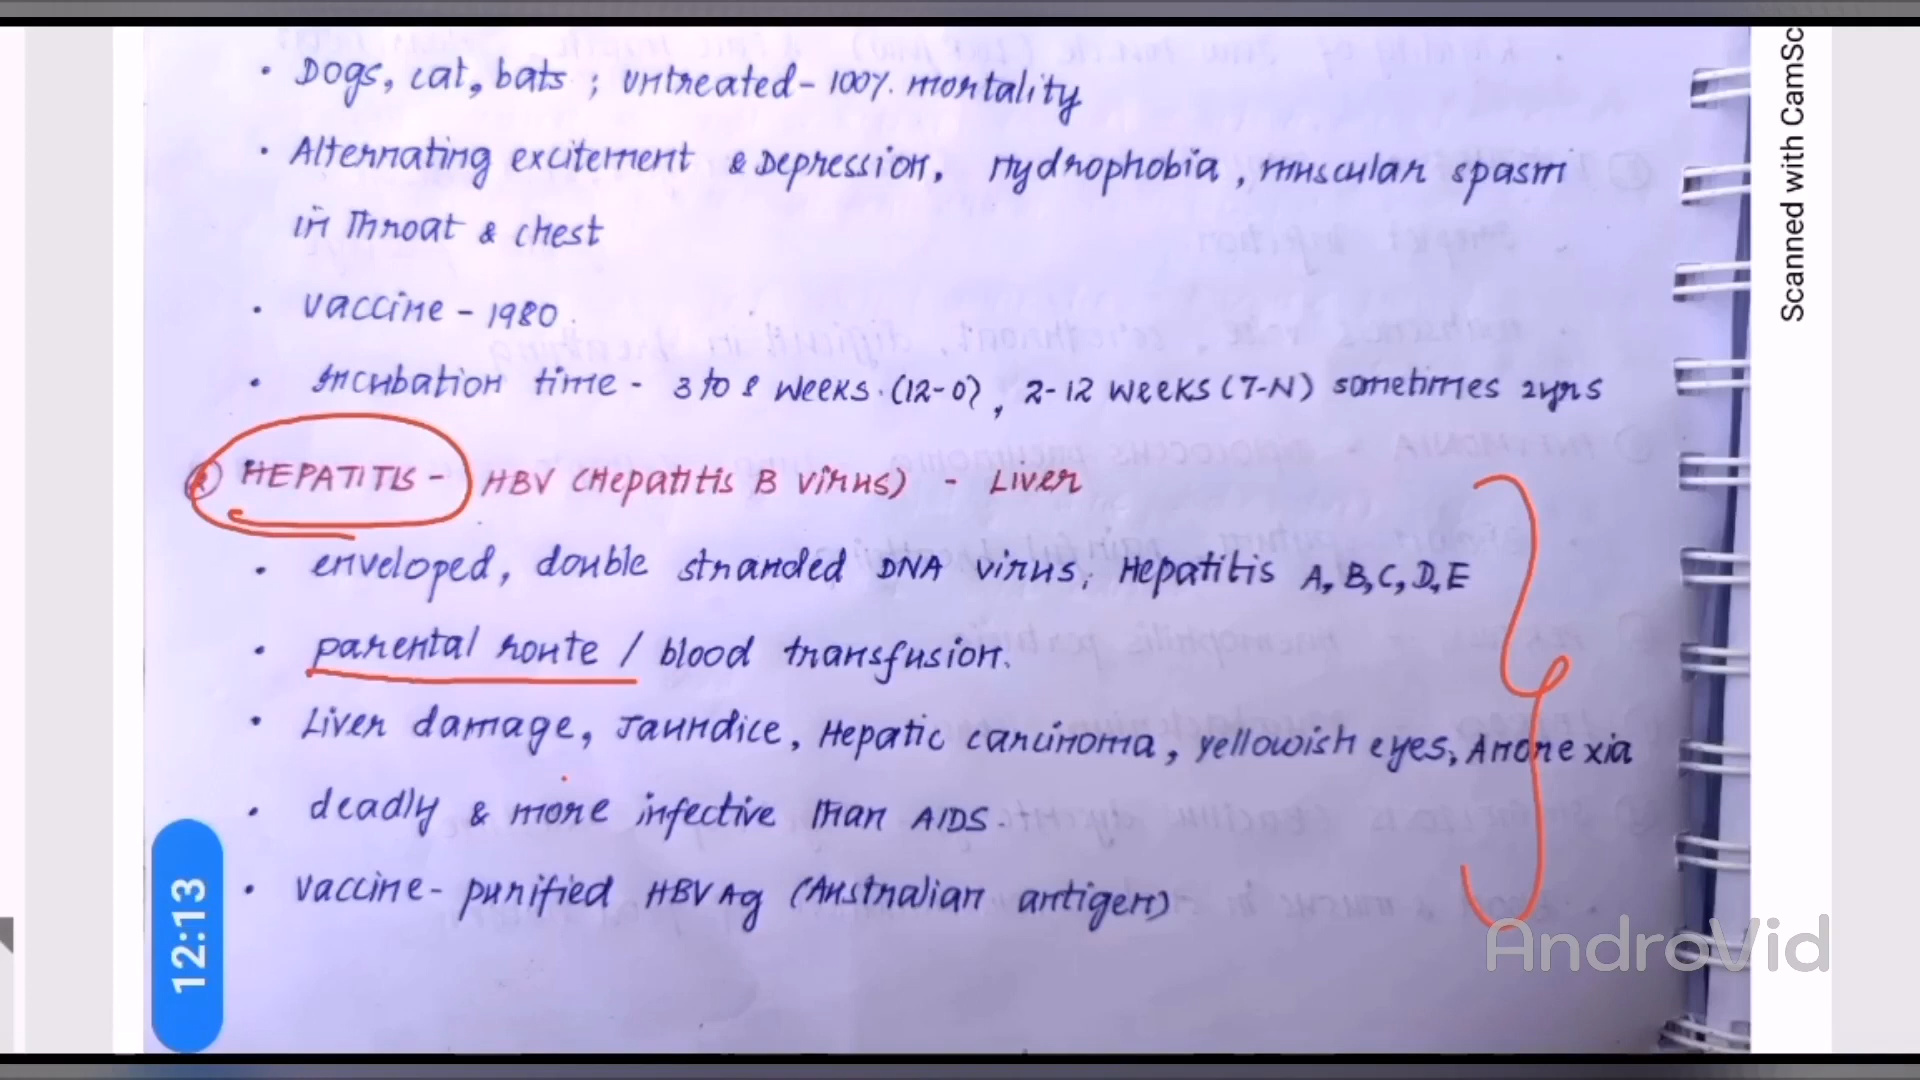 • Dogs, cat, bats ; untreated - 100% mortality
• Alternating excitement & Depression, Hydrophobia, muscular spasm
in Throat & chest
• vaccine - 1980.
• Incubation time - 3 to 8 weeks. (12-0), 2-12 weeks (T-N) sometimes 2yrs
HEPATITIS - HBV (Hepatitis B virus) - Liver
• enveloped, double stranded DNA virus, Hepatitis A, B, C, D, E
• parental route / blood transfusion.
• Liver damage, Jaundice, Hepatic carcinoma, yellowish eyes, Anorexia
• deadly & more infective than AIDS.
• vaccine - purified HBV Ag (Australian antigen)
Scanned with CamSc
12:13
AndroVid